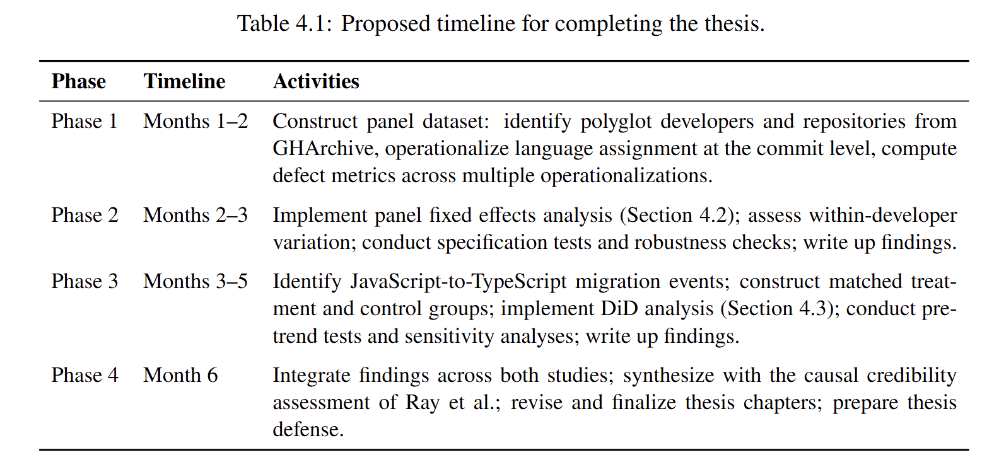 Table 4.1: Proposed timeline for completing the thesis.
Phase Timeline Activities
Phase 1 Months 1–2 Construct panel dataset: identify polyglot developers and repositories from
GHArchive, operationalize language assignment at the commit level, compute
defect metrics across multiple operationalizations.
Phase 2 Months 2–3 Implement panel fixed effects analysis (Section 4.2); assess within-developer
variation; conduct specification tests and robustness checks; write up findings.
Phase 3 Months 3–5 Identify JavaScript-to-TypeScript migration events; construct matched treat-
ment and control groups; implement DiD analysis (Section 4.3); conduct pre-
trend tests and sensitivity analyses; write up findings.
Phase 4 Month 6 Integrate findings across both studies; synthesize with the causal credibility
assessment of Ray et al.; revise and finalize thesis chapters; prepare thesis
defense.